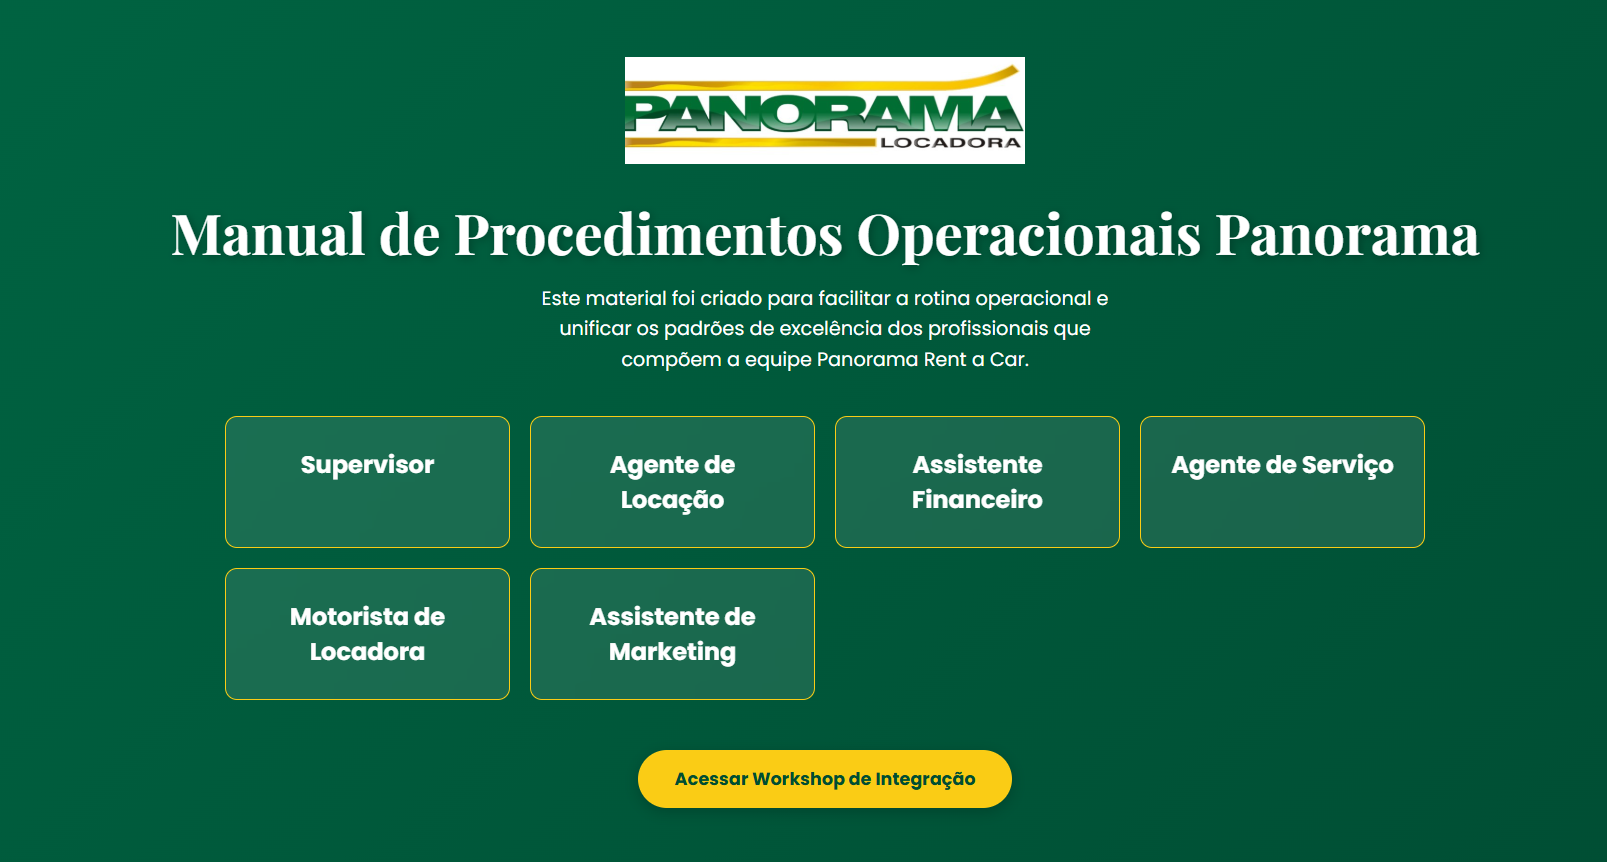 PANORAMA
LOCADORA
Manual de Procedimentos Operacionais Panorama
Este material foi criado para facilitar a rotina operacional e
unificar os padrões de excelência dos profissionais que
compõem a equipe Panorama Rent a Car.
Supervisor
Agente de
Locação
Assistente
Financeiro
Agente de Serviço
Motorista de
Locadora
Assistente de
Marketing
Acessar Workshop de Integração